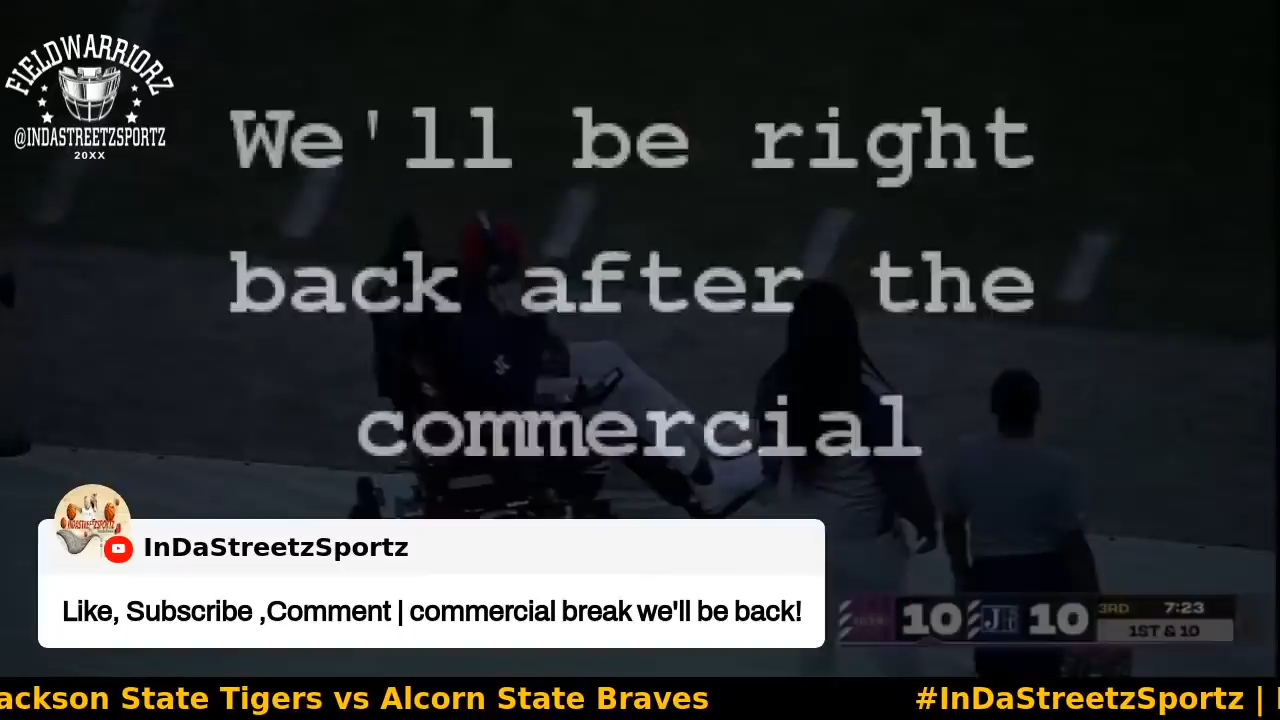 FIELDWARRIORZ
@INDASTREETZSPORTZ
20XX
We'll be right
back after the
commercial
InDaStreetzSportz
Like, Subscribe ,Comment | commercial break we'll be back!
10 10 3RD 7:23
1ST & 10
ackson State Tigers vs Alcorn State Braves #InDaStreetzSportz |